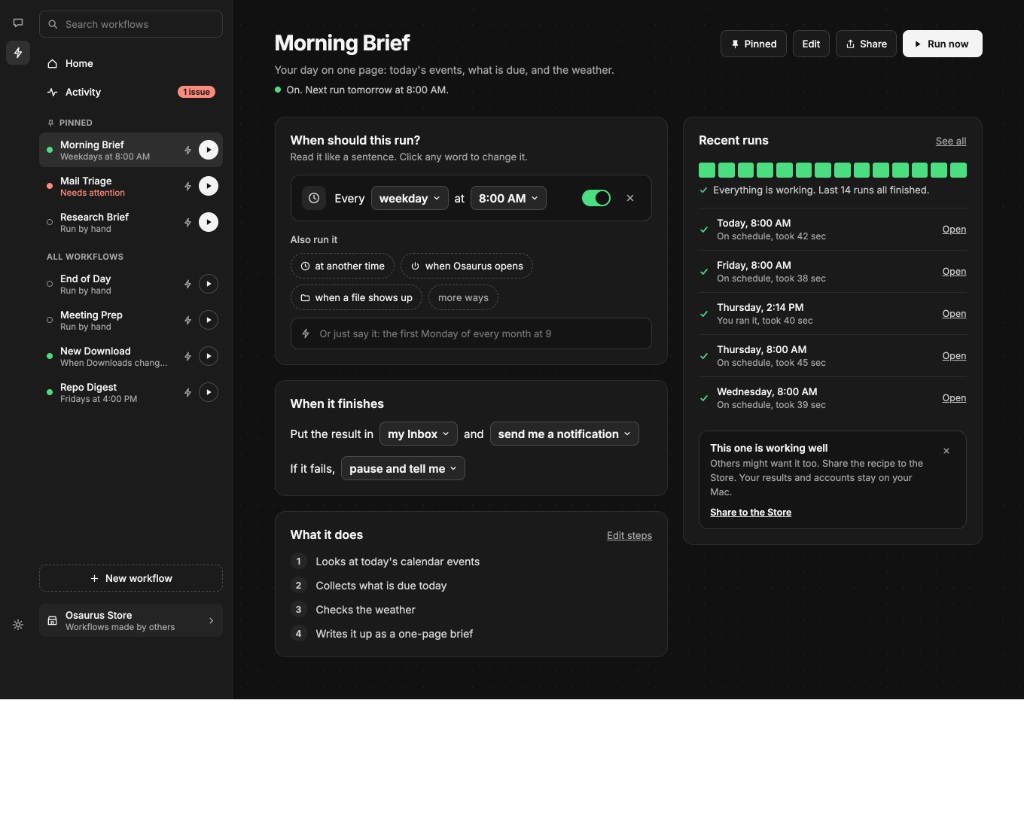 Search workflows
Home
Activity
1 issue
PINNED
Morning Brief
Weekdays at 8:00 AM
Mail Triage
Needs attention
Research Brief
Run by hand
ALL WORKFLOWS
End of Day
Run by hand
Meeting Prep
Run by hand
New Download
When Downloads chang...
Repo Digest
Fridays at 4:00 PM
+ New workflow
Osaurus Store
Workflows made by others
Morning Brief
Pinned
Edit
Share
Run now
Your day on one page: today's events, what is due, and the weather.
On. Next run tomorrow at 8:00 AM.
When should this run?
Read it like a sentence. Click any word to change it.
Every weekday at 8:00 AM
Also run it
at another time
when Osaurus opens
when a file shows up
more ways
Or just say it: the first Monday of every month at 9
When it finishes
Put the result in my Inbox and send me a notification
If it fails, pause and tell me
What it does
Edit steps
1 Looks at today's calendar events
2 Collects what is due today
3 Checks the weather
4 Writes it up as a one-page brief
Recent runs
See all
Everything is working. Last 14 runs all finished.
Today, 8:00 AM
On schedule, took 42 sec
Open
Friday, 8:00 AM
On schedule, took 38 sec
Open
Thursday, 2:14 PM
You ran it, took 40 sec
Open
Thursday, 8:00 AM
On schedule, took 45 sec
Open
Wednesday, 8:00 AM
On schedule, took 39 sec
Open
This one is working well
Others might want it too. Share the recipe to the
Store. Your results and accounts stay on your
Mac.
Share to the Store